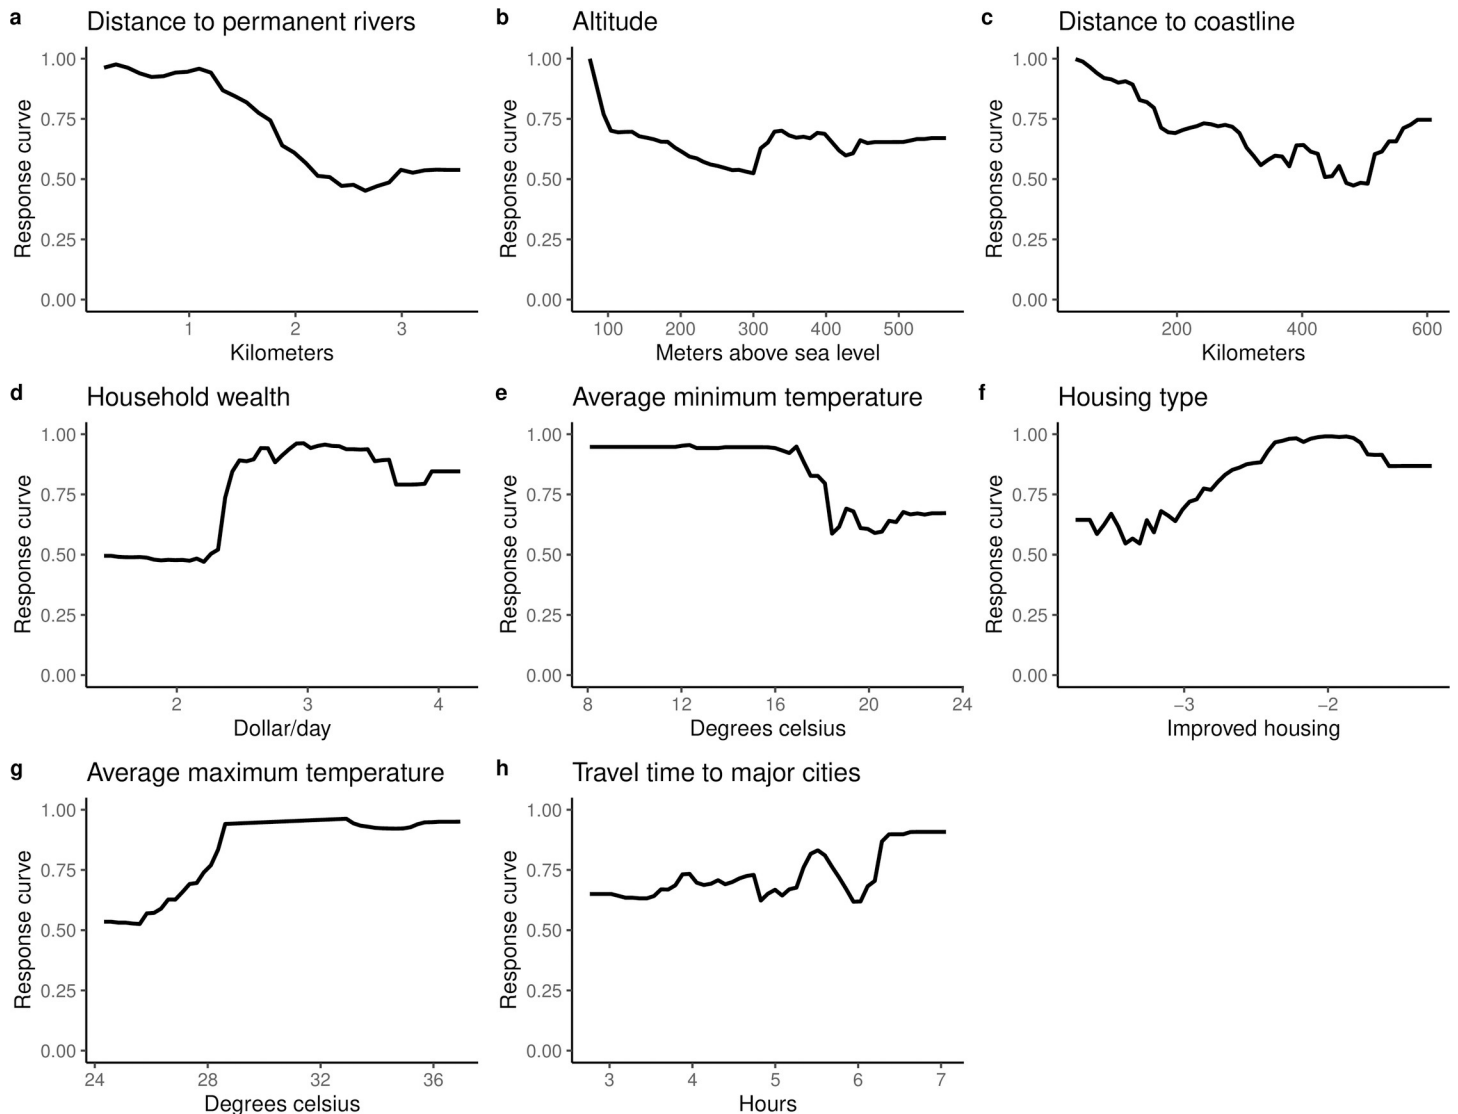 a Distance to permanent rivers
1.00
0.75
0.50
0.25
0.00
Response curve
1 2 3
Kilometers
b Altitude
1.00
0.75
0.50
0.25
0.00
Response curve
100 200 300 400 500
Meters above sea level
c Distance to coastline
1.00
0.75
0.50
0.25
0.00
Response curve
200 400 600
Kilometers
d Household wealth
1.00
0.75
0.50
0.25
0.00
Response curve
2 3 4
Dollar/day
e Average minimum temperature
1.00
0.75
0.50
0.25
0.00
Response curve
8 12 16 20 24
Degrees celsius
f Housing type
1.00
0.75
0.50
0.25
0.00
Response curve
−3 −2
Improved housing
g Average maximum temperature
1.00
0.75
0.50
0.25
0.00
Response curve
24 28 32 36
Degrees celsius
h Travel time to major cities
1.00
0.75
0.50
0.25
0.00
Response curve
3 4 5 6 7
Hours